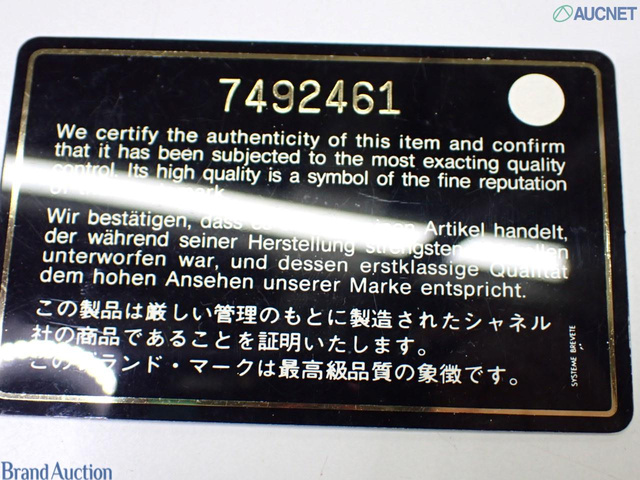 AUCNET
7492461
We certify the authenticity of this item and confirm
that it has been subjected to the most exacting quality
control. Its high quality is a symbol of the fine reputation
Wir bestätigen, dass Artikel handelt,
der während seiner Herstellung strengsten
unterworfen war, und dessen erstklassige Qualität
dem hohen Ansehen unserer Marke entspricht.
この製品は厳しい管理のもとに製造されたシャネル
社の商品であることを証明いたします。
このブランド・マークは最高級品質の象徴です。
SYSTEME BREVETE
Brand Auction